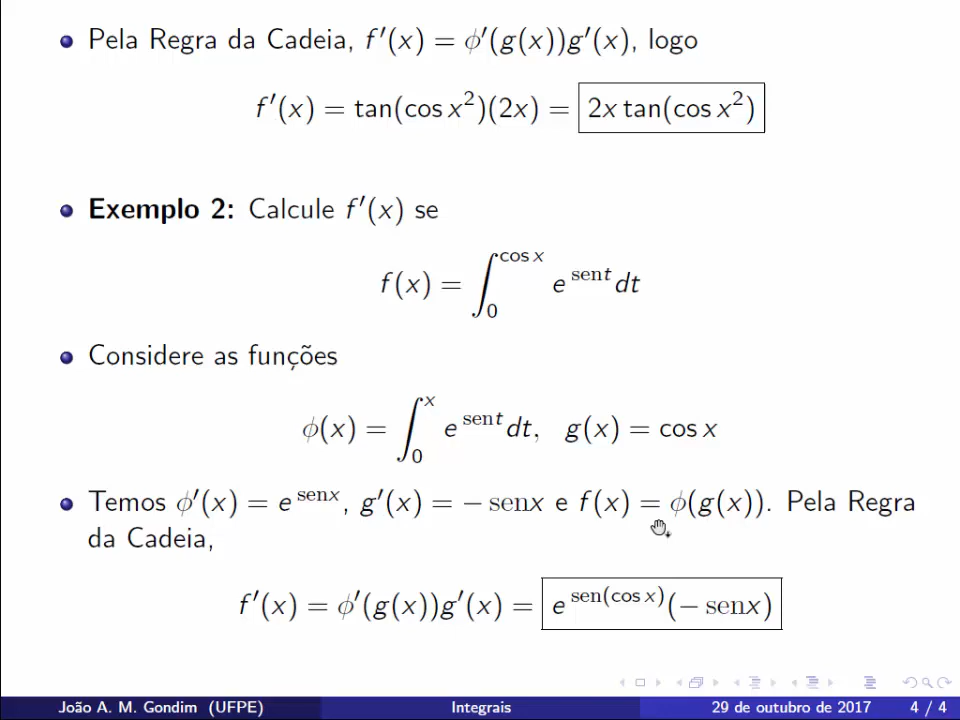 Pela Regra da Cadeia, f′(x) = ϕ′(g(x))g′(x), logo
f′(x) = tan(cos x²)(2x) = 2x tan(cos x²)
Exemplo 2: Calcule f′(x) se
f(x) = ∫₀^{cos x} e^{sen t} dt
Considere as funções
ϕ(x) = ∫₀^{x} e^{sen t} dt, g(x) = cos x
Temos ϕ′(x) = e^{sen x}, g′(x) = − sen x e f(x) = ϕ(g(x)). Pela Regra
da Cadeia,
f′(x) = ϕ′(g(x))g′(x) = e^{sen(cos x)}(− sen x)
João A. M. Gondim (UFPE) Integrais 29 de outubro de 2017 4 / 4